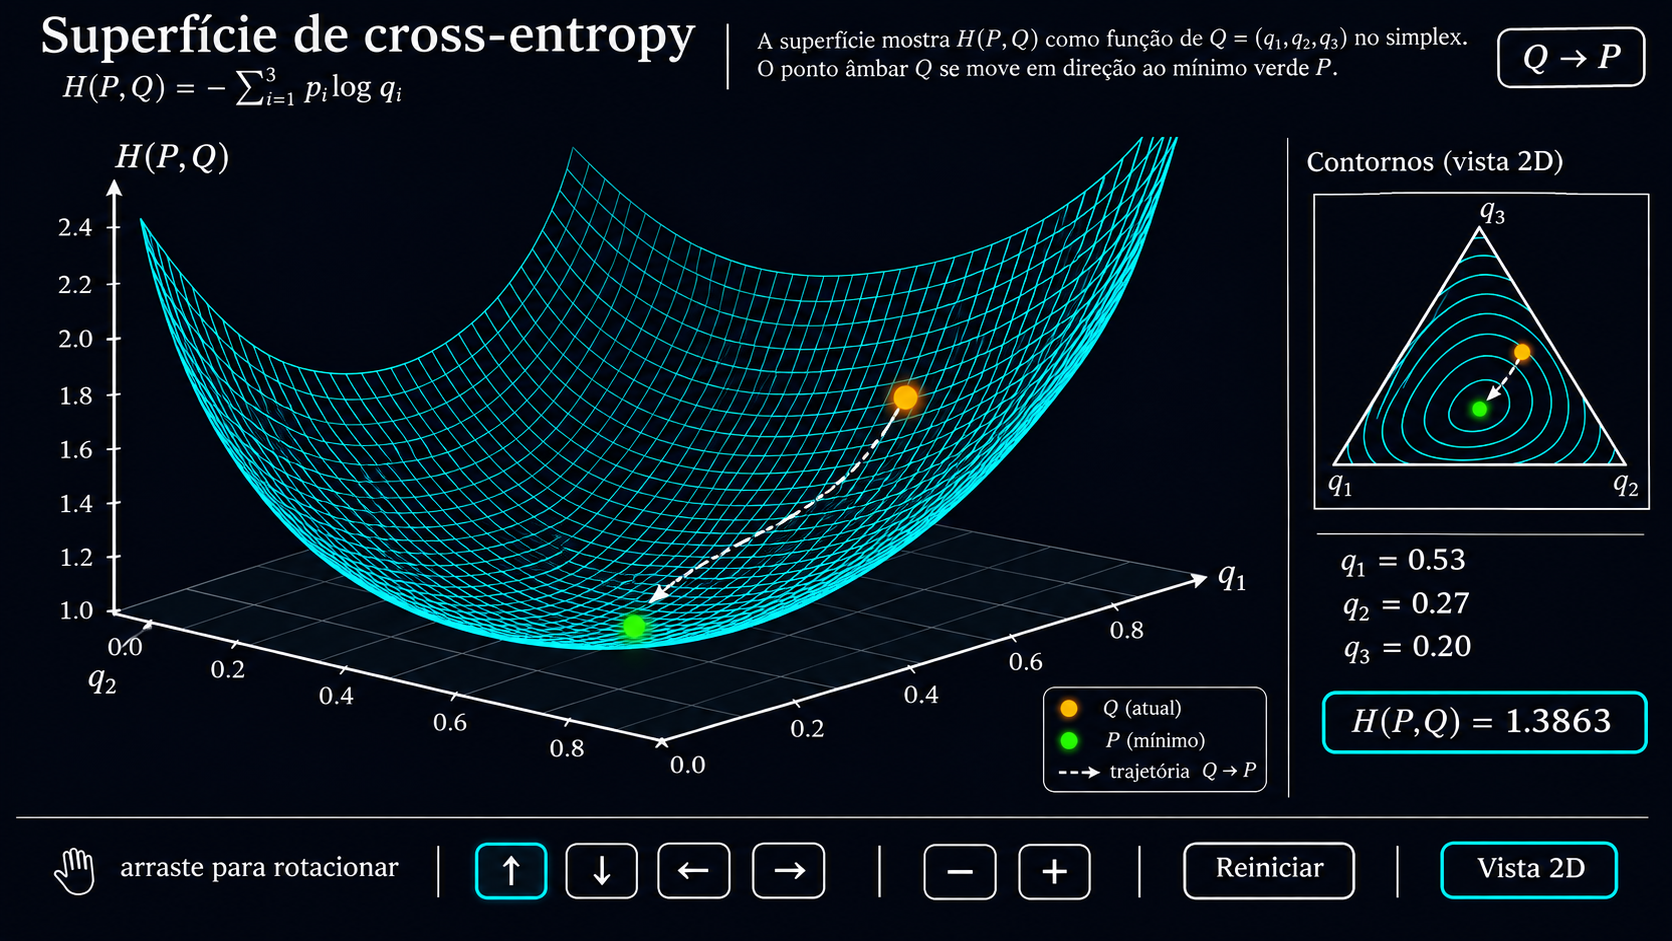 Superfície de cross-entropy
H(P,Q) = − ∑³ᵢ₌₁ pᵢ log qᵢ
A superfície mostra H(P,Q) como função de Q = (q₁,q₂,q₃) no simplex.
O ponto âmbar Q se move em direção ao mínimo verde P.
Q → P
H(P,Q)
2.4
2.2
2.0
1.8
1.6
1.4
1.2
1.0
0.0
0.2
0.4
0.6
0.8
q₂
0.0
0.2
0.4
0.6
0.8
q₁
Q (atual)
P (mínimo)
trajetória Q → P
Contornos (vista 2D)
q₃
q₁
q₂
q₁ = 0.53
q₂ = 0.27
q₃ = 0.20
H(P,Q) = 1.3863
arraste para rotacionar
↑
↓
←
→
−
+
Reiniciar
Vista 2D